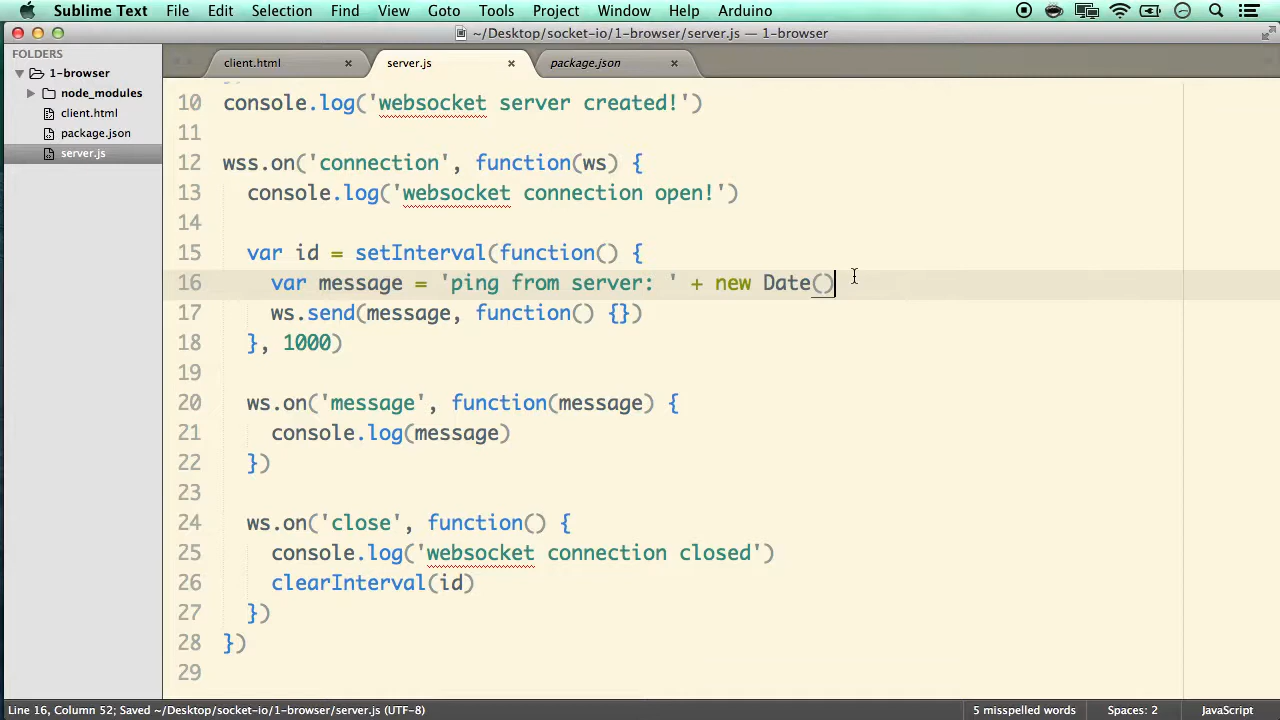 Sublime Text File Edit Selection Find View Goto Tools Project Window Help Arduino
~/Desktop/socket-io/1-browser/server.js — 1-browser
FOLDERS
1-browser
node_modules
client.html
package.json
server.js
client.html × server.js × package.json ×
10 console.log('websocket server created!')
11
12 wss.on('connection', function(ws) {
13 console.log('websocket connection open!')
14
15 var id = setInterval(function() {
16 var message = 'ping from server: ' + new Date()
17 ws.send(message, function() {})
18 }, 1000)
19
20 ws.on('message', function(message) {
21 console.log(message)
22 })
23
24 ws.on('close', function() {
25 console.log('websocket connection closed')
26 clearInterval(id)
27 })
28 })
29
Line 16, Column 52; Saved ~/Desktop/socket-io/1-browser/server.js (UTF-8) 5 misspelled words Spaces: 2 JavaScript